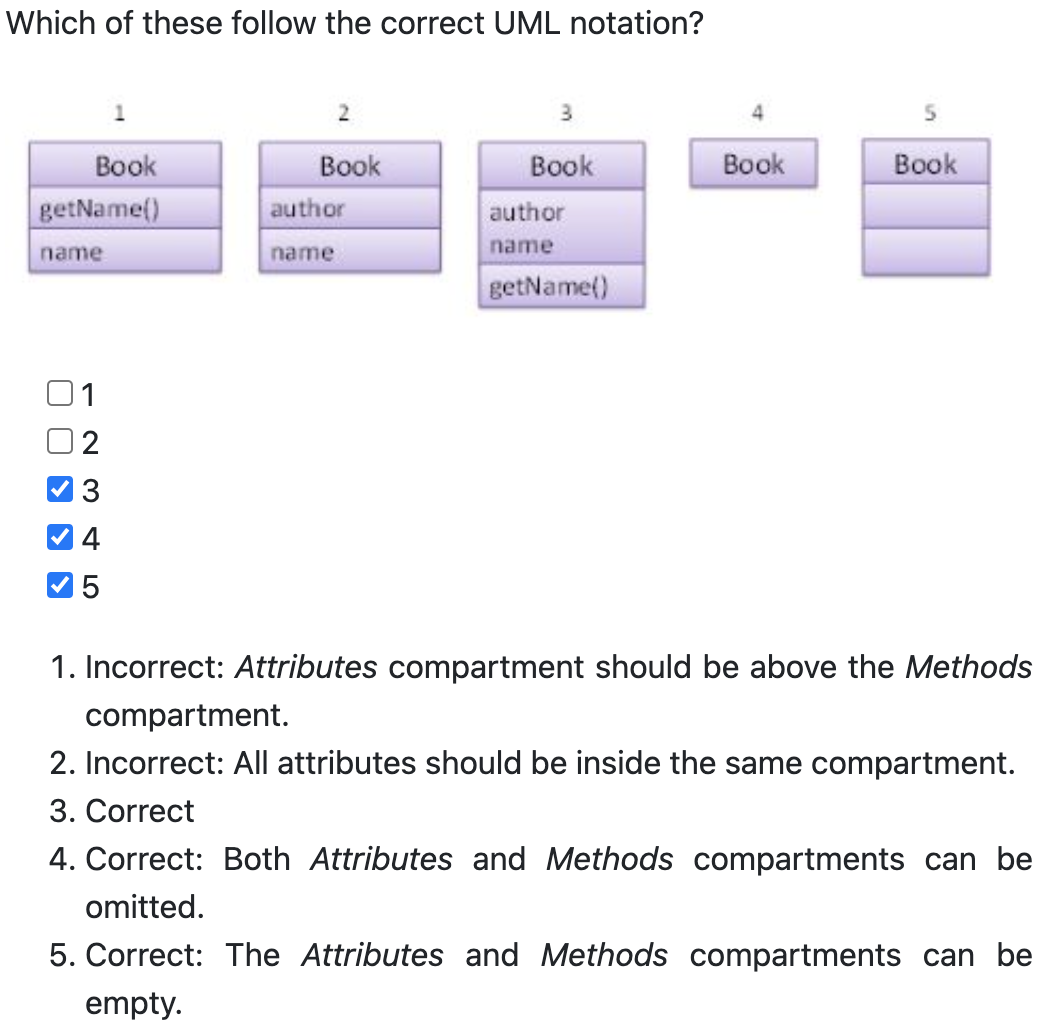 Which of these follow the correct UML notation?
1 2 3 4 5
Book Book Book Book Book
getName() author author
name name name
getName()
1
2
3
4
5
1. Incorrect: Attributes compartment should be above the Methods
compartment.
2. Incorrect: All attributes should be inside the same compartment.
3. Correct
4. Correct: Both Attributes and Methods compartments can be
omitted.
5. Correct: The Attributes and Methods compartments can be
empty.